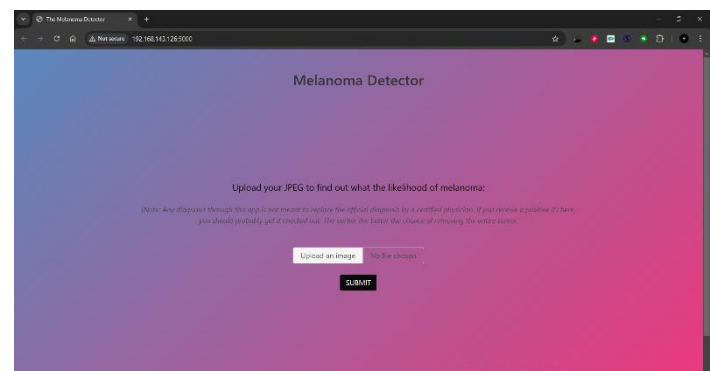 The Melanoma Detector
Not secure 192.168.143.126:5000
Melanoma Detector
Upload your JPEG to find out what the likelihood of melanoma:
(Note: Any diagnosis through this app is not meant to replace the official diagnosis by a certified physician. If you receive a positive ID here,
you should probably get it checked out. The earlier the better the chance of removing the entire tumor.
Upload an image No file chosen
SUBMIT